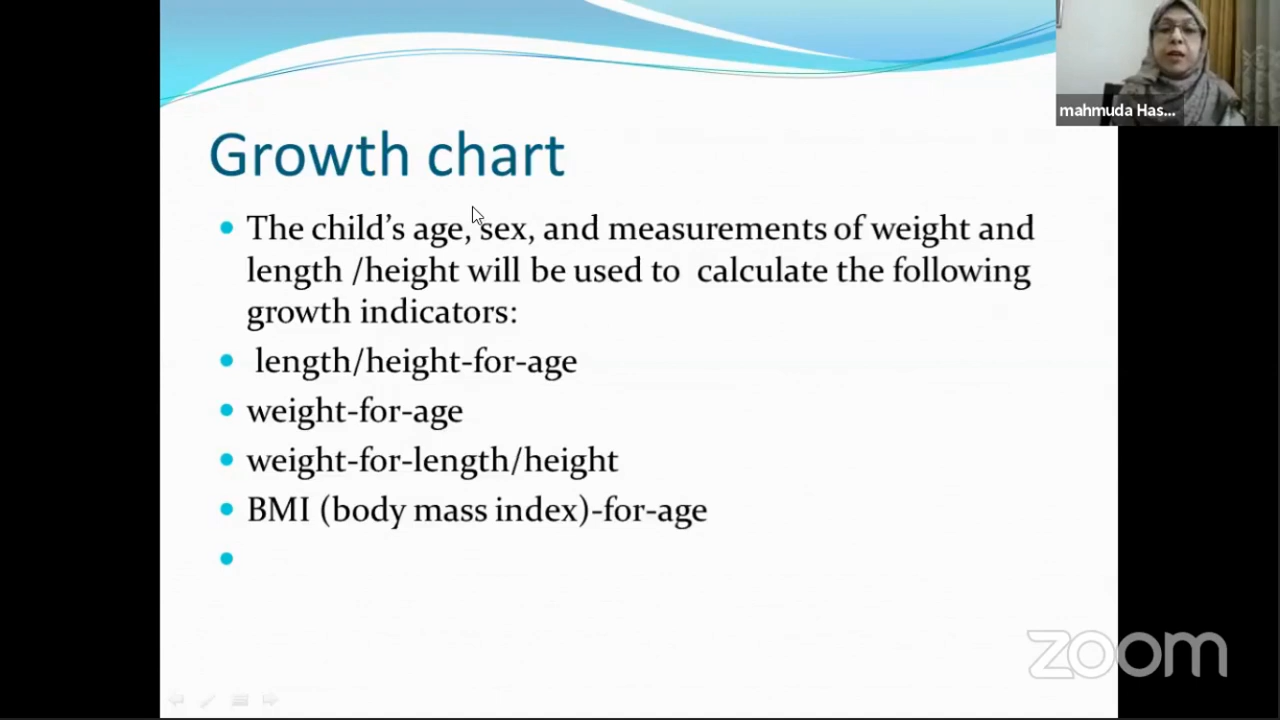 mahmuda Has...
Growth chart
The child’s age, sex, and measurements of weight and
length /height will be used to calculate the following
growth indicators:
length/height-for-age
weight-for-age
weight-for-length/height
BMI (body mass index)-for-age
zoom